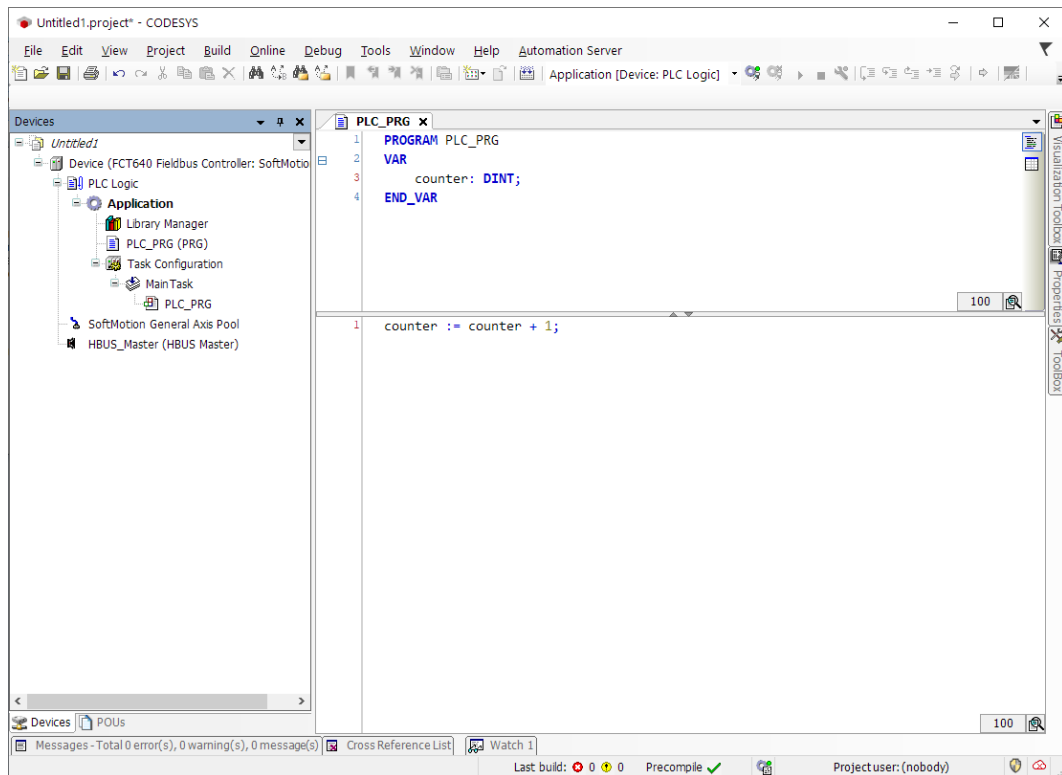 Untitled1.project* - CODESYS
File Edit View Project Build Online Debug Tools Window Help Automation Server
Application [Device: PLC Logic]
Devices
Untitled1
Device (FCT640 Fieldbus Controller: SoftMotio
PLC Logic
Application
Library Manager
PLC_PRG (PRG)
Task Configuration
MainTask
PLC_PRG
SoftMotion General Axis Pool
HBUS_Master (HBUS Master)
Devices POUs
PLC_PRG
1 PROGRAM PLC_PRG
2 VAR
3 counter: DINT;
4 END_VAR
100
1 counter := counter + 1;
100
Visualization Toolbox
Properties
ToolBox
Messages - Total 0 error(s), 0 warning(s), 0 message(s) Cross Reference List Watch 1
Last build: 0 0 Precompile Project user: (nobody)